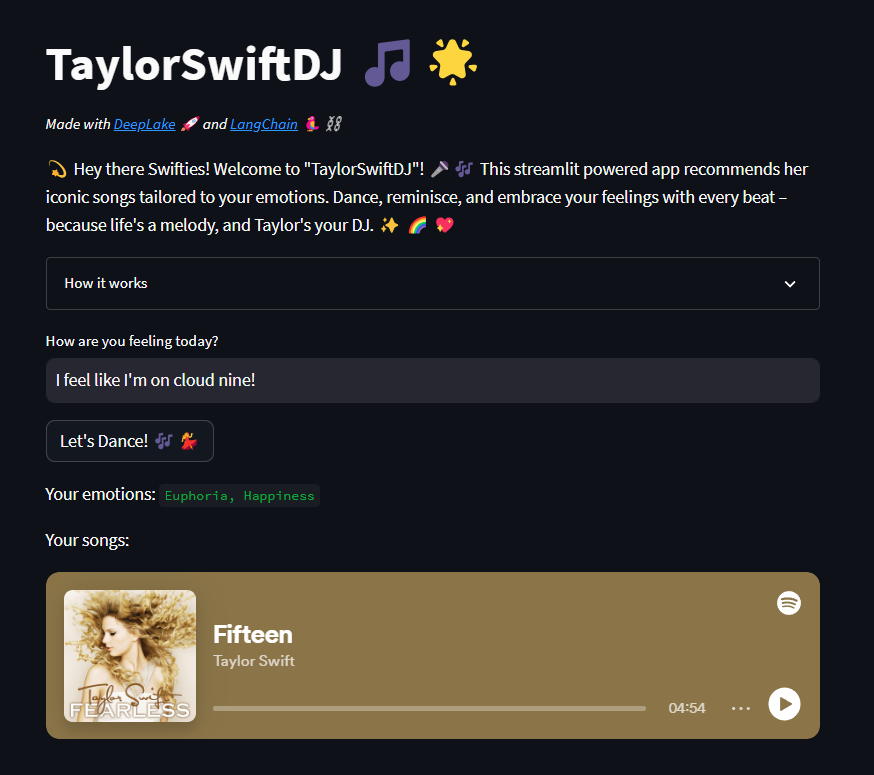 TaylorSwiftDJ 🎵 🌟
Made with DeepLake 🚀 and LangChain 🦜 ⛓️
💫 Hey there Swifties! Welcome to "TaylorSwiftDJ"! 🎤 🎶 This streamlit powered app recommends her
iconic songs tailored to your emotions. Dance, reminisce, and embrace your feelings with every beat –
because life's a melody, and Taylor's your DJ. ✨ 🌈 💖
How it works
How are you feeling today?
I feel like I'm on cloud nine!
Let's Dance! 🎶 💃
Your emotions: Euphoria, Happiness
Your songs:
Fifteen
Taylor Swift
Taylor Swift
FEARLESS
04:54